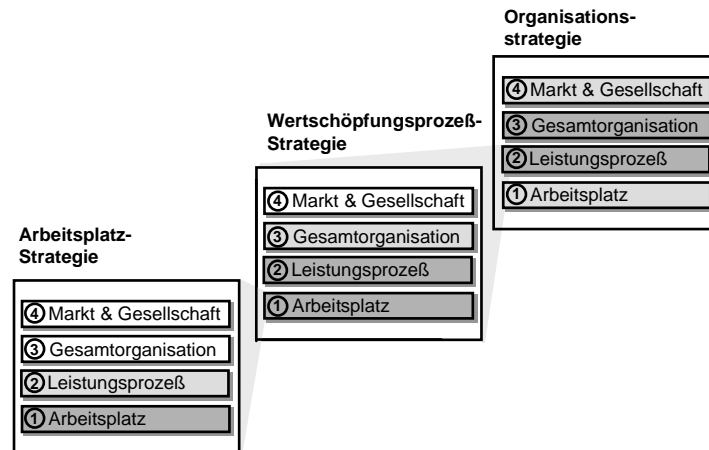 Organisations-
strategie
④ Markt & Gesellschaft
③ Gesamtorganisation
② Leistungsprozeß
① Arbeitsplatz
Wertschöpfungsprozeß-
Strategie
④ Markt & Gesellschaft
③ Gesamtorganisation
② Leistungsprozeß
① Arbeitsplatz
Arbeitsplatz-
Strategie
④ Markt & Gesellschaft
③ Gesamtorganisation
② Leistungsprozeß
① Arbeitsplatz